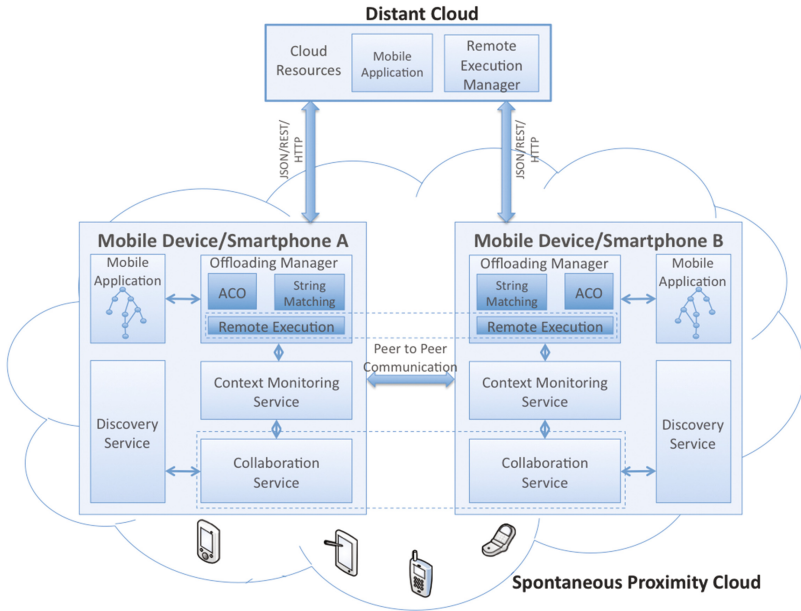 Distant Cloud
Cloud
Resources
Mobile
Application
Remote
Execution
Manager
JSON/REST/
HTTP
JSON/REST/
HTTP
Mobile Device/Smartphone A
Mobile
Application
Offloading Manager
ACO
String
Matching
Remote Execution
Context Monitoring
Service
Discovery
Service
Collaboration
Service
Peer to Peer
Communication
Mobile Device/Smartphone B
Offloading Manager
String
Matching
ACO
Remote Execution
Mobile
Application
Context Monitoring
Service
Discovery
Service
Collaboration
Service
Spontaneous Proximity Cloud